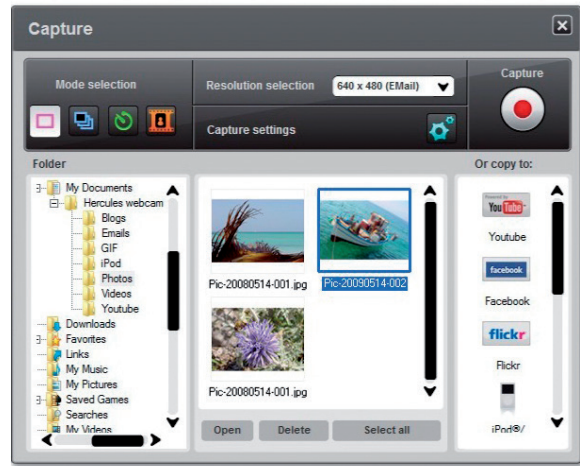 Capture
Mode selection
Resolution selection 640 x 480 (EMail)
Capture
Capture settings
Folder
Or copy to:
My Documents
Hercules webcam
Blogs
Emails
GIF
iPod
Photos
Videos
Youtube
Downloads
Favorites
Links
My Music
My Pictures
Saved Games
Searches
My Videos
Pic-20080514-001.jpg
Pic-20090514-002
Pic-20080514-001.jpg
Open
Delete
Select all
You Tube
Youtube
facebook
Facebook
flickr
Flickr
iPod®/